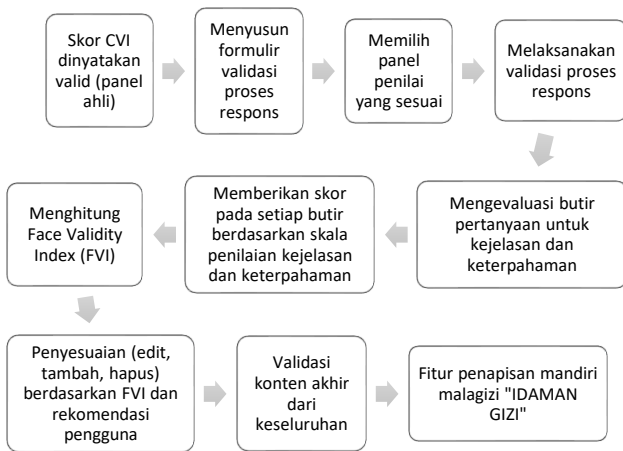 Skor CVI
dinyatakan
valid (panel
ahli)
Menyusun
formulir
validasi
proses
respons
Memilih
panel
penilai
yang sesuai
Melaksanakan
validasi proses
respons
Mengevaluasi butir
pertanyaan untuk
kejelasan dan
keterpahaman
Memberikan skor
pada setiap butir
berdasarkan skala
penilaian kejelasan
dan keterpahaman
Menghitung
Face Validity
Index (FVI)
Penyesuaian (edit,
tambah, hapus)
berdasarkan FVI dan
rekomendasi
pengguna
Validasi
konten akhir
dari
keseluruhan
Fitur penapisan mandiri
malagizi "IDAMAN
GIZI"